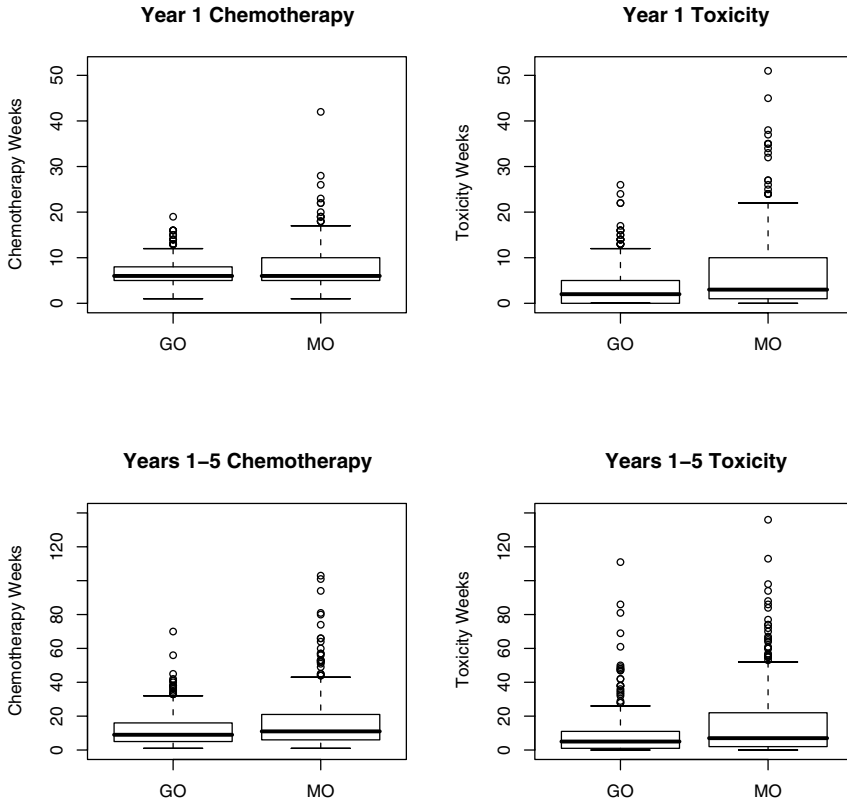 Year 1 Chemotherapy
Chemotherapy Weeks
50
40
30
20
10
0
GO MO
Year 1 Toxicity
Toxicity Weeks
50
40
30
20
10
0
GO MO
Years 1−5 Chemotherapy
Chemotherapy Weeks
120
80
60
40
20
0
GO MO
Years 1−5 Toxicity
Toxicity Weeks
120
80
60
40
20
0
GO MO